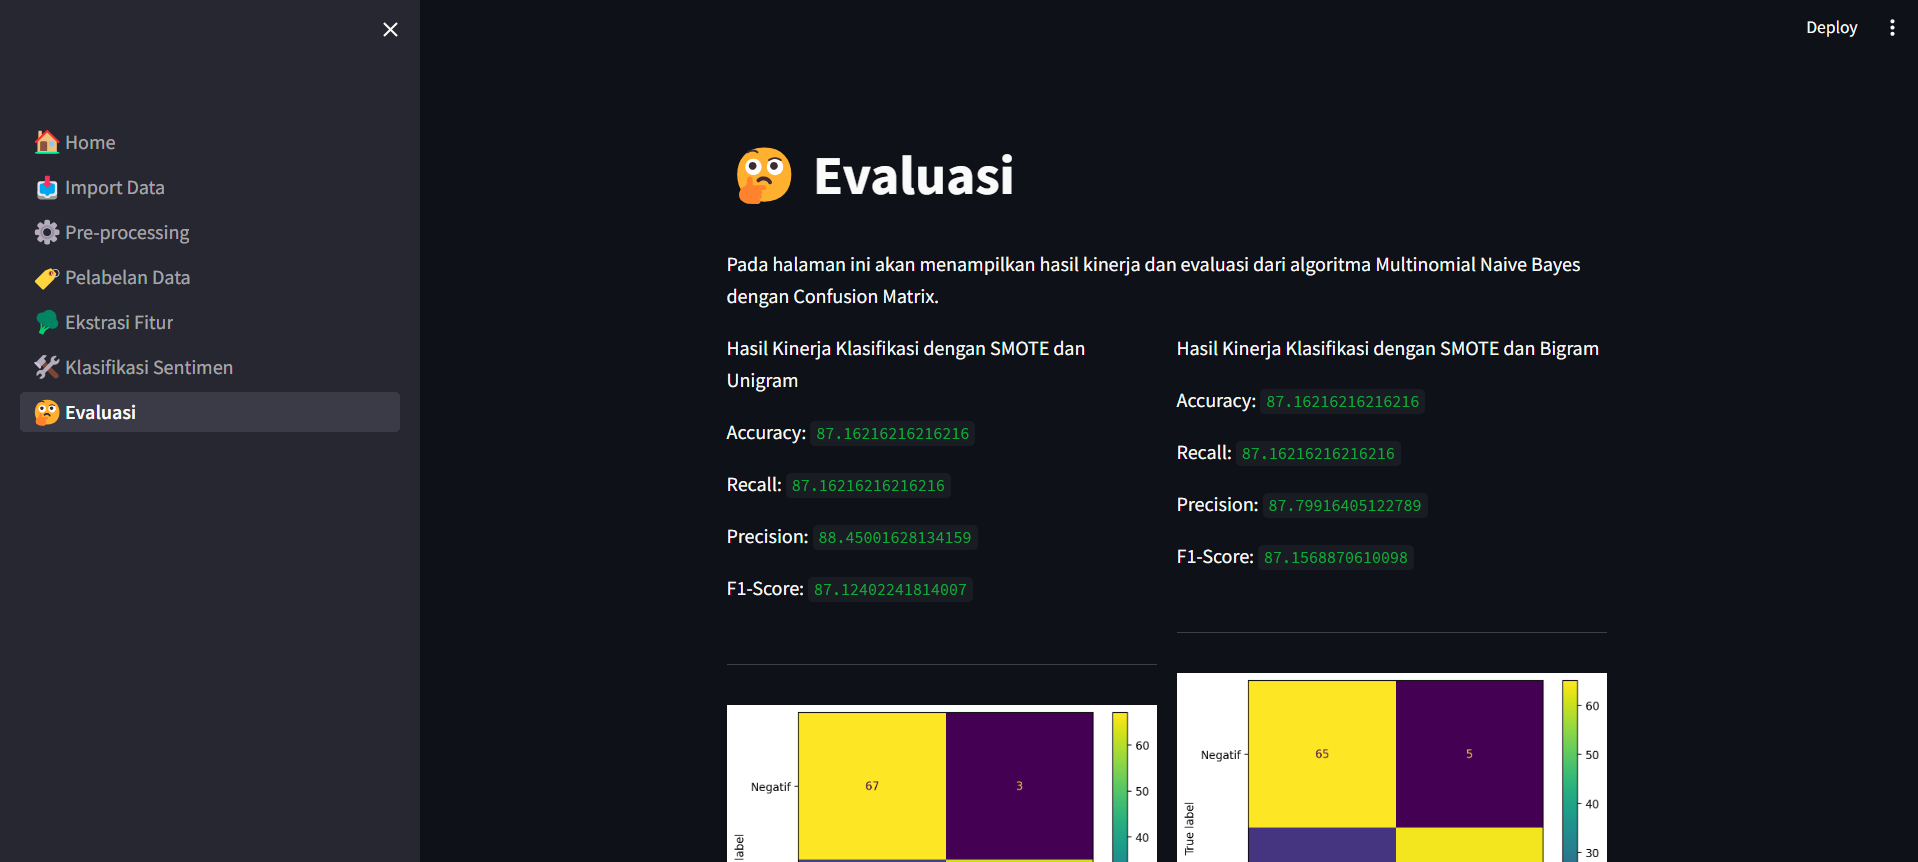 Deploy
Home
Import Data
Pre-processing
Pelabelan Data
Ekstrasi Fitur
Klasifikasi Sentimen
Evaluasi
Evaluasi
Pada halaman ini akan menampilkan hasil kinerja dan evaluasi dari algoritma Multinomial Naive Bayes
dengan Confusion Matrix.
Hasil Kinerja Klasifikasi dengan SMOTE dan
Unigram
Accuracy: 87.16216216216216
Recall: 87.16216216216216
Precision: 88.45001628134159
F1-Score: 87.12402241814007
Negatif
67
3
60
50
40
label
Hasil Kinerja Klasifikasi dengan SMOTE dan Bigram
Accuracy: 87.16216216216216
Recall: 87.16216216216216
Precision: 87.79916405122789
F1-Score: 87.1568870610098
Negatif
65
5
60
50
40
30
True label